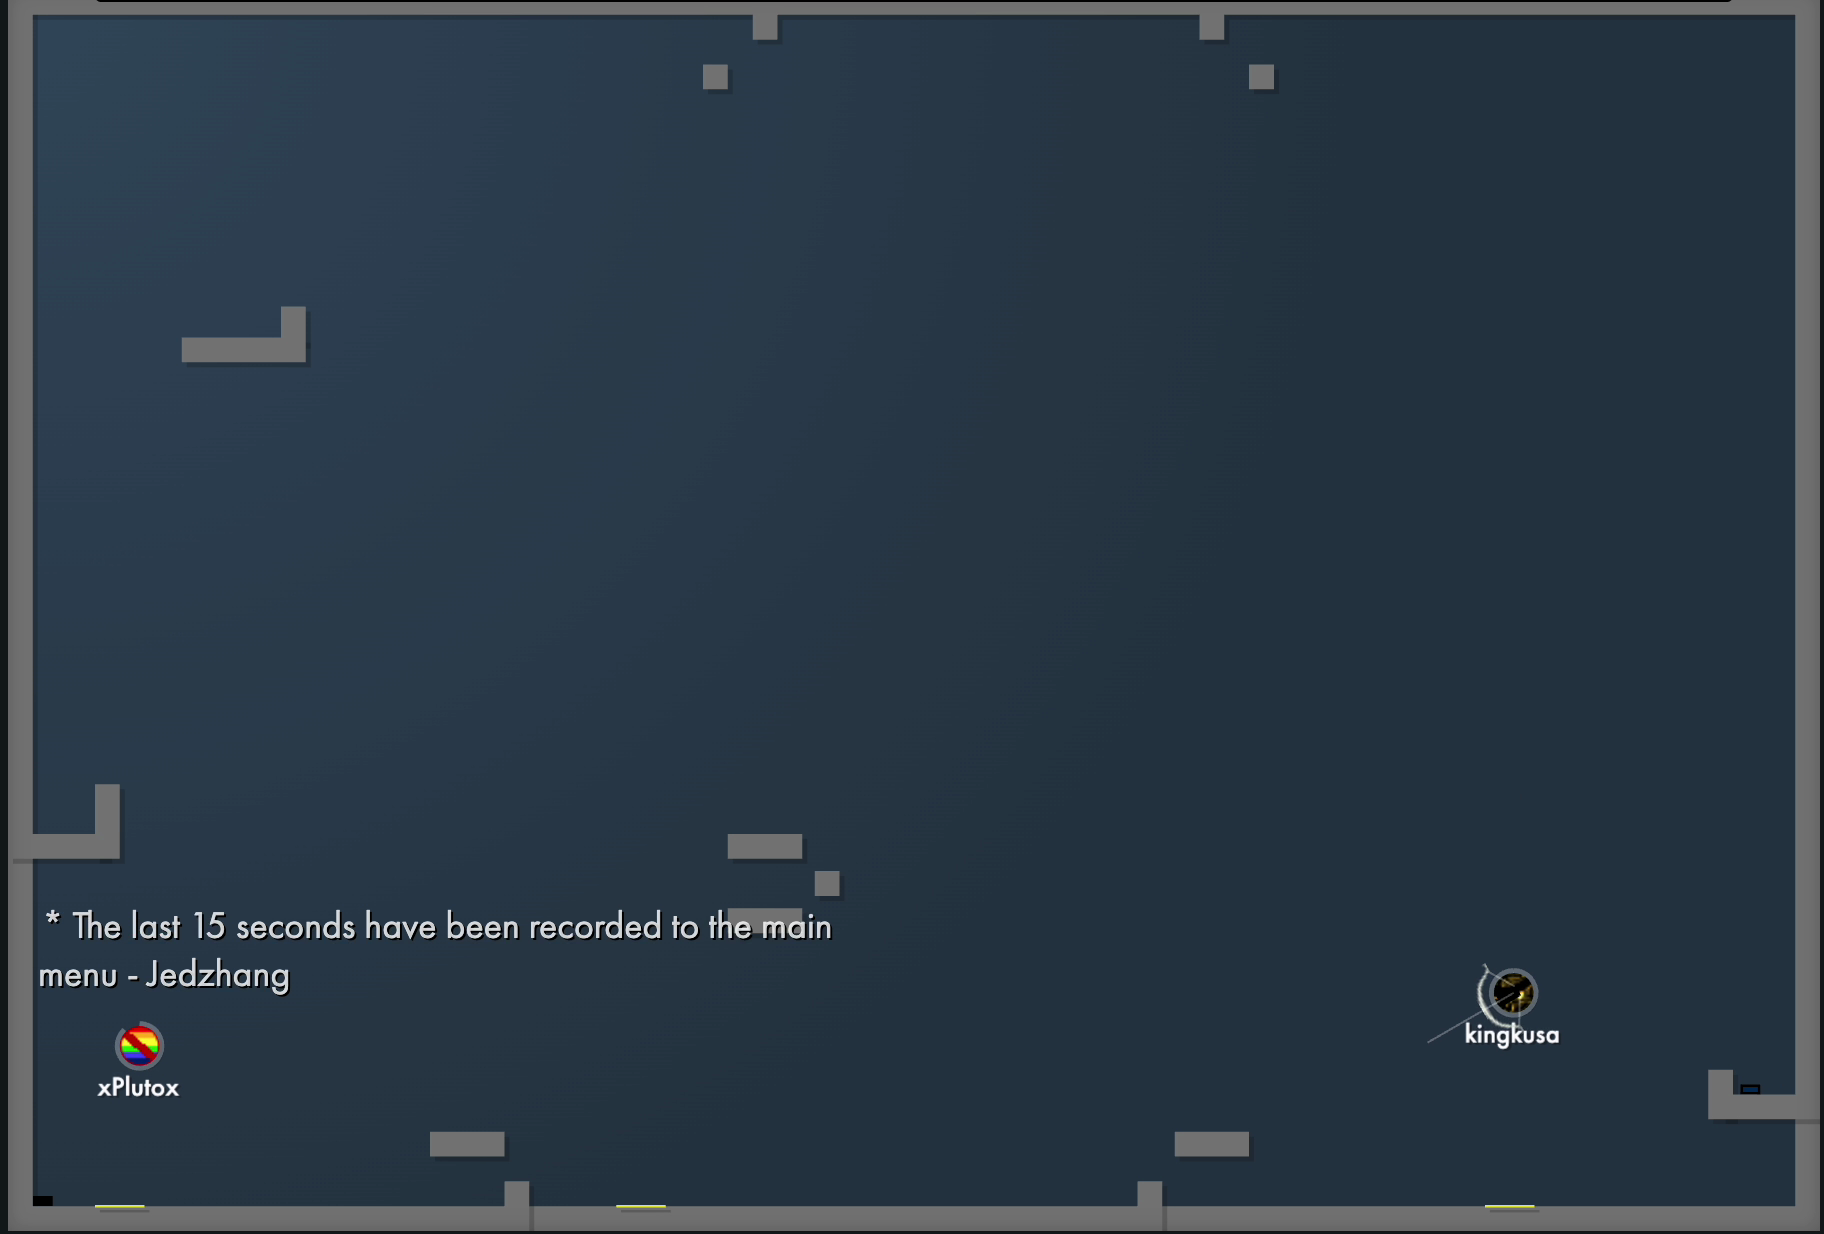 * The last 15 seconds have been recorded to the main
menu - Jedzhang
kingkusa
xPlutox